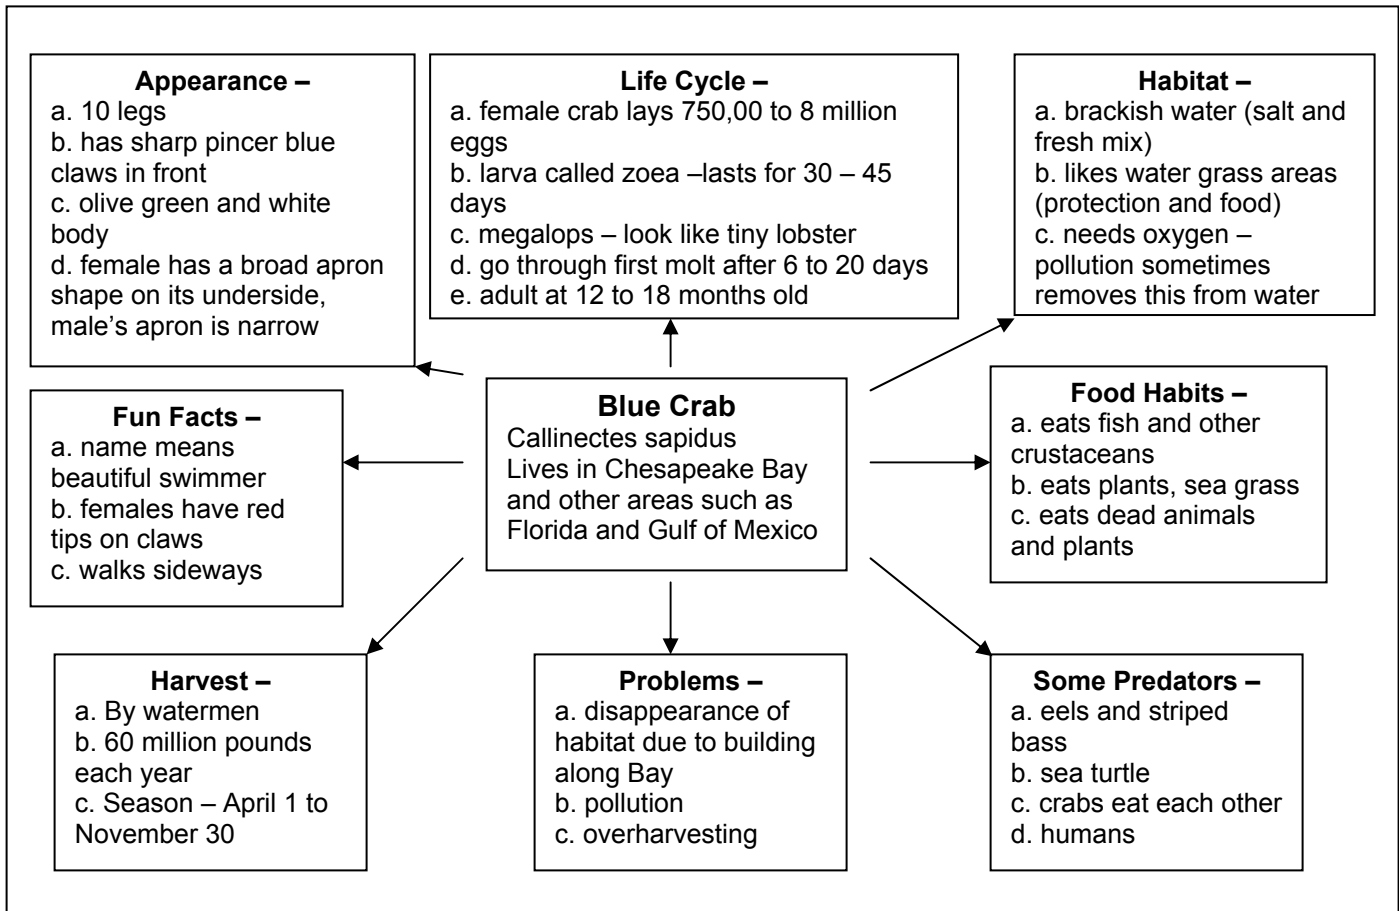 Appearance –
a. 10 legs
b. has sharp pincer blue
claws in front
c. olive green and white
body
d. female has a broad apron
shape on its underside,
male's apron is narrow
Life Cycle –
a. female crab lays 750,00 to 8 million
eggs
b. larva called zoea –lasts for 30 – 45
days
c. megalops – look like tiny lobster
d. go through first molt after 6 to 20 days
e. adult at 12 to 18 months old
Habitat –
a. brackish water (salt and
fresh mix)
b. likes water grass areas
(protection and food)
c. needs oxygen –
pollution sometimes
removes this from water
Fun Facts –
a. name means
beautiful swimmer
b. females have red
tips on claws
c. walks sideways
Blue Crab
Callinectes sapidus
Lives in Chesapeake Bay
and other areas such as
Florida and Gulf of Mexico
Food Habits –
a. eats fish and other
crustaceans
b. eats plants, sea grass
c. eats dead animals
and plants
Harvest –
a. By watermen
b. 60 million pounds
each year
c. Season – April 1 to
November 30
Problems –
a. disappearance of
habitat due to building
along Bay
b. pollution
c. overharvesting
Some Predators –
a. eels and striped
bass
b. sea turtle
c. crabs eat each other
d. humans